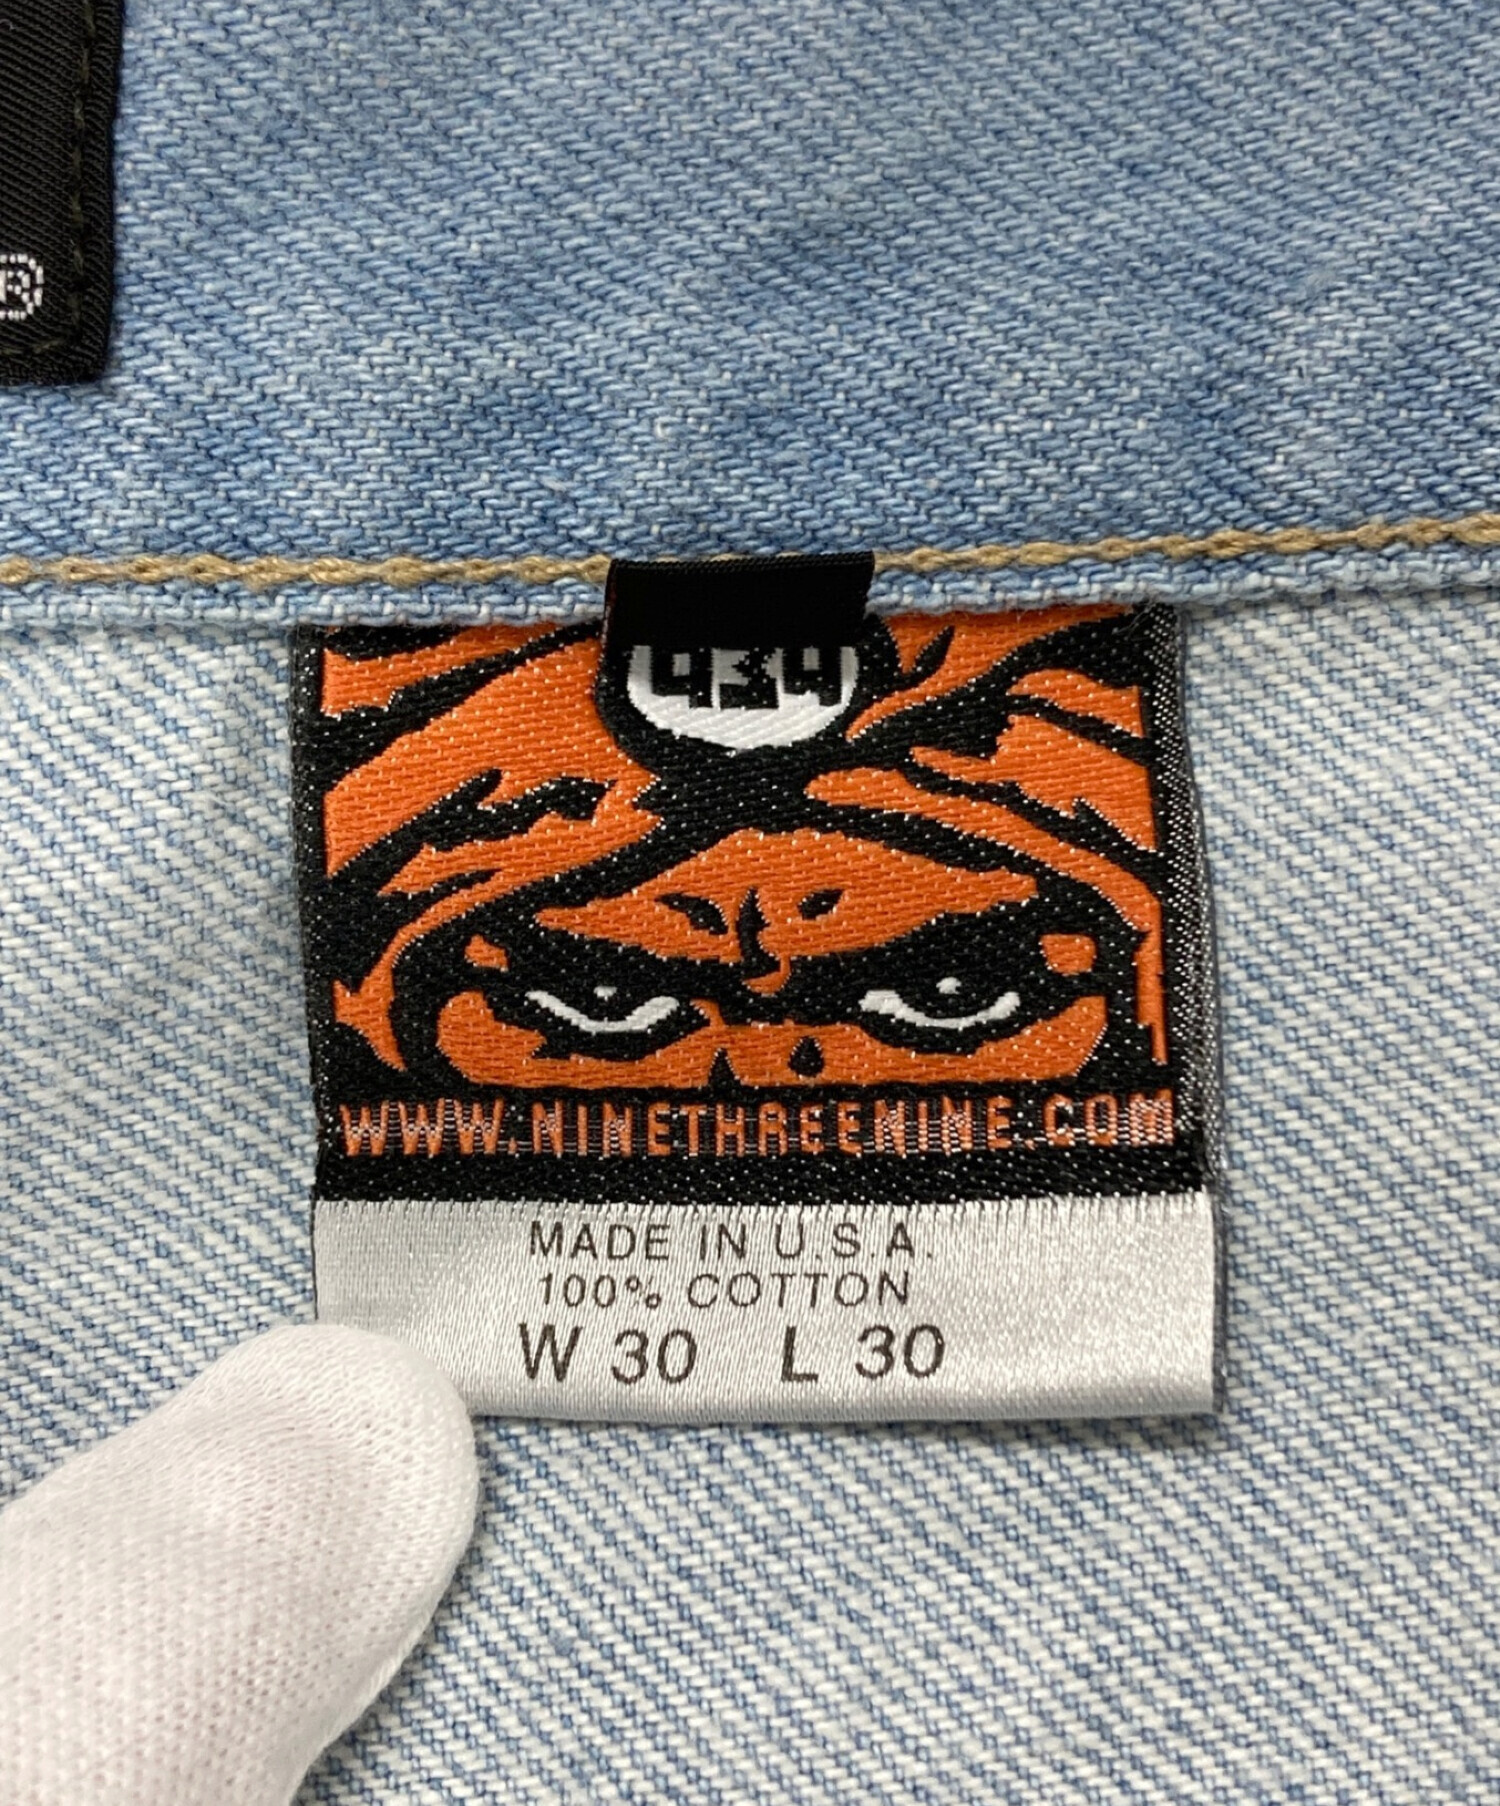 ®
939
WWW.NINETHREENINE.COM
MADE IN U.S.A.
100% COTTON
W 30 L 30